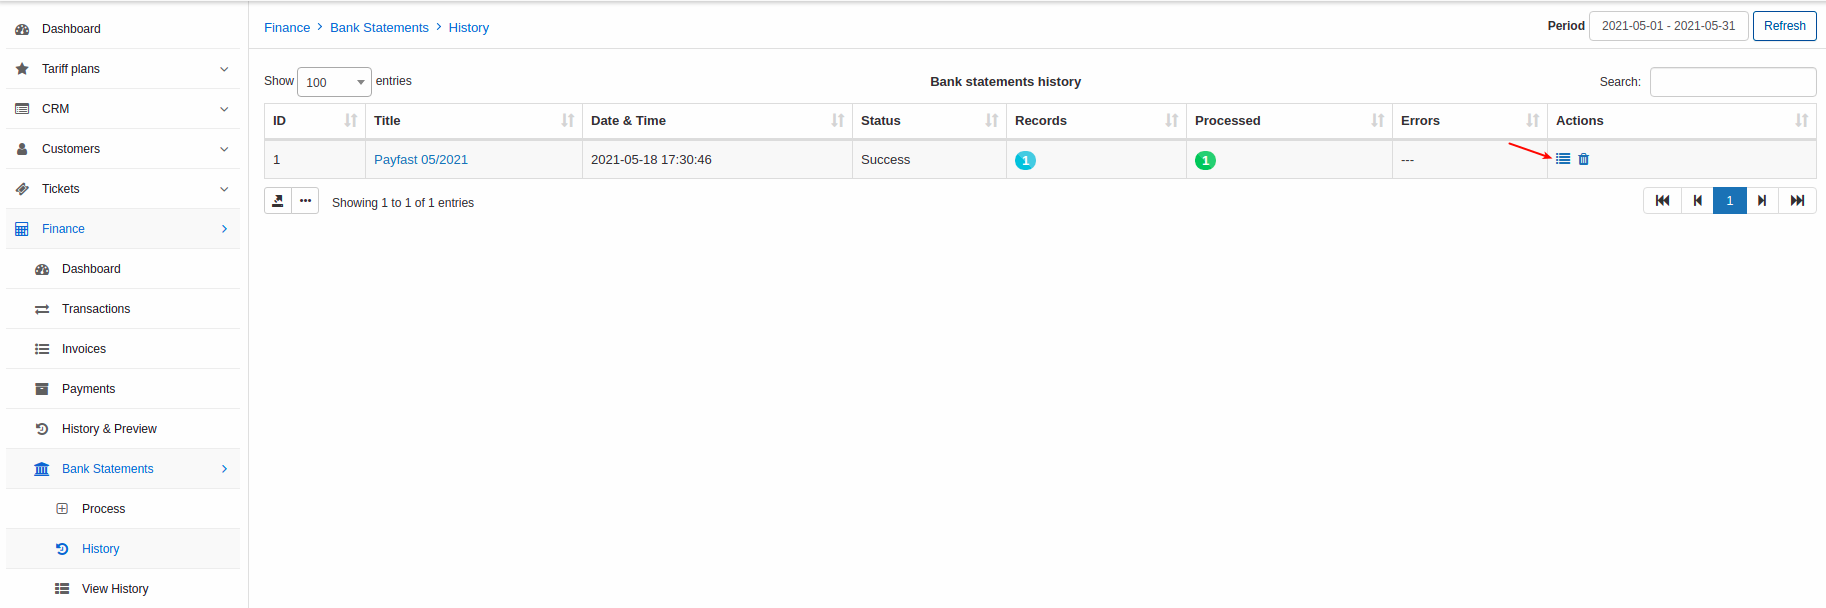 Dashboard
Tariff plans
CRM
Customers
Tickets
Finance
Dashboard
Transactions
Invoices
Payments
History & Preview
Bank Statements
Process
History
View History
Finance > Bank Statements > History
Period 2021-05-01 - 2021-05-31 Refresh
Show 100 entries
Bank statements history
Search:
ID Title Date & Time Status Records Processed Errors Actions
1 Payfast 05/2021 2021-05-18 17:30:46 Success 1 1 ---
Showing 1 to 1 of 1 entries
1